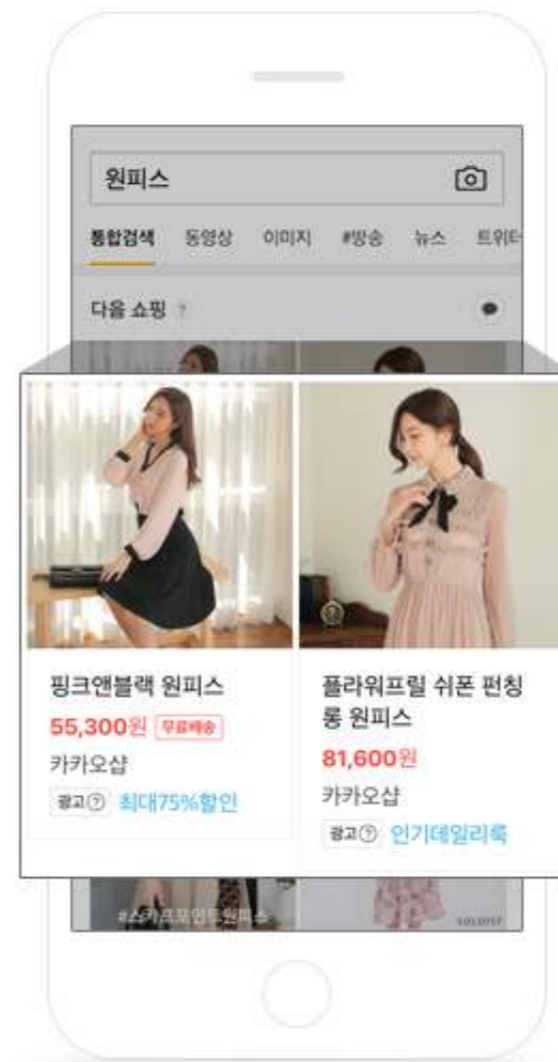 원피스
통합검색 동영상 이미지 #방송 뉴스 트위터
다음 쇼핑 ?
핑크앤블랙 원피스
55,300원 무료배송
카카오샵
광고? 최대75%할인
플라워프릴 쉬폰 펀칭
롱 원피스
81,600원
카카오샵
광고? 인기데일리룩